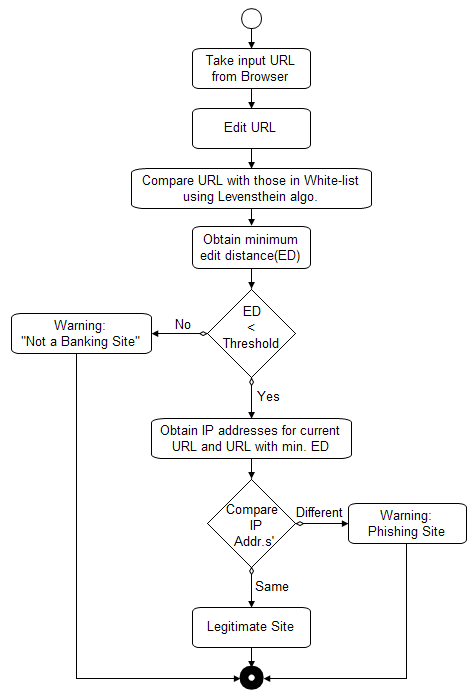 Take input URL
from Browser
Edit URL
Compare URL with those in White-list
using Levensthein algo.
Obtain minimum
edit distance(ED)
ED
<
Threshold
No
Warning:
"Not a Banking Site"
Yes
Obtain IP addresses for current
URL and URL with min. ED
Compare
IP
Addr.s'
Different
Warning:
Phishing Site
Same
Legitimate Site